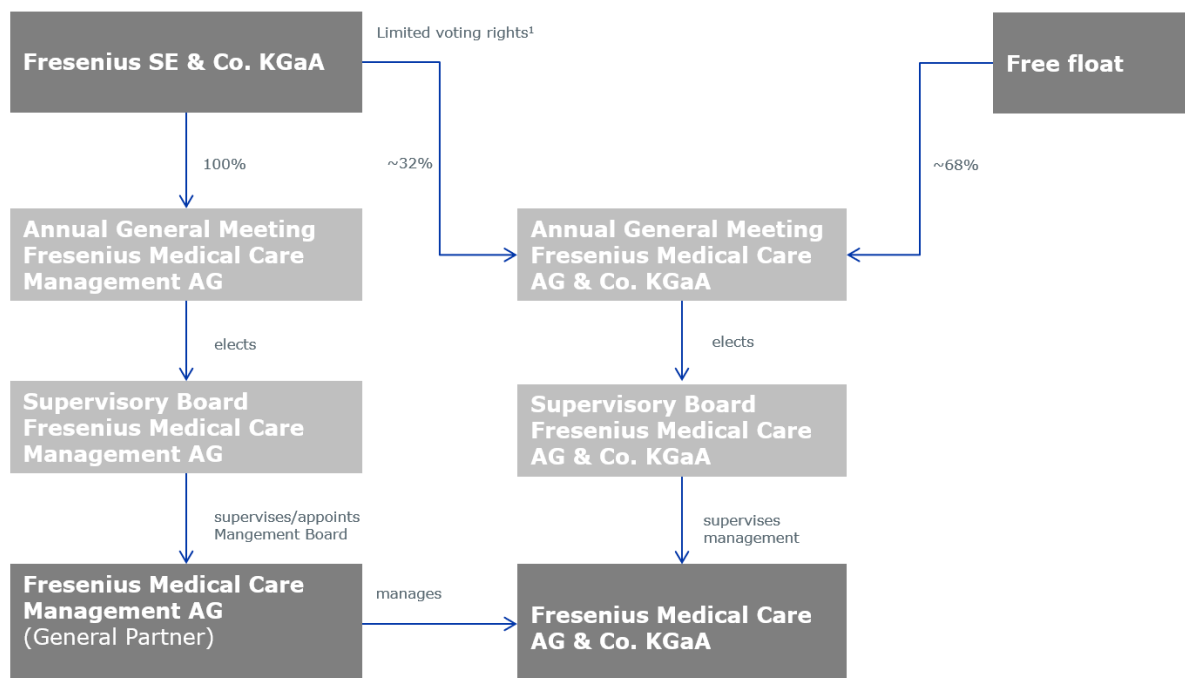 Fresenius SE & Co. KGaA
Limited voting rights¹
Free float
100%
~32%
~68%
Annual General Meeting
Fresenius Medical Care
Management AG
Annual General Meeting
Fresenius Medical Care
AG & Co. KGaA
elects
elects
Supervisory Board
Fresenius Medical Care
Management AG
Supervisory Board
Fresenius Medical Care
AG & Co. KGaA
supervises/appoints
Mangement Board
supervises
management
Fresenius Medical Care
Management AG
(General Partner)
manages
Fresenius Medical Care
AG & Co. KGaA